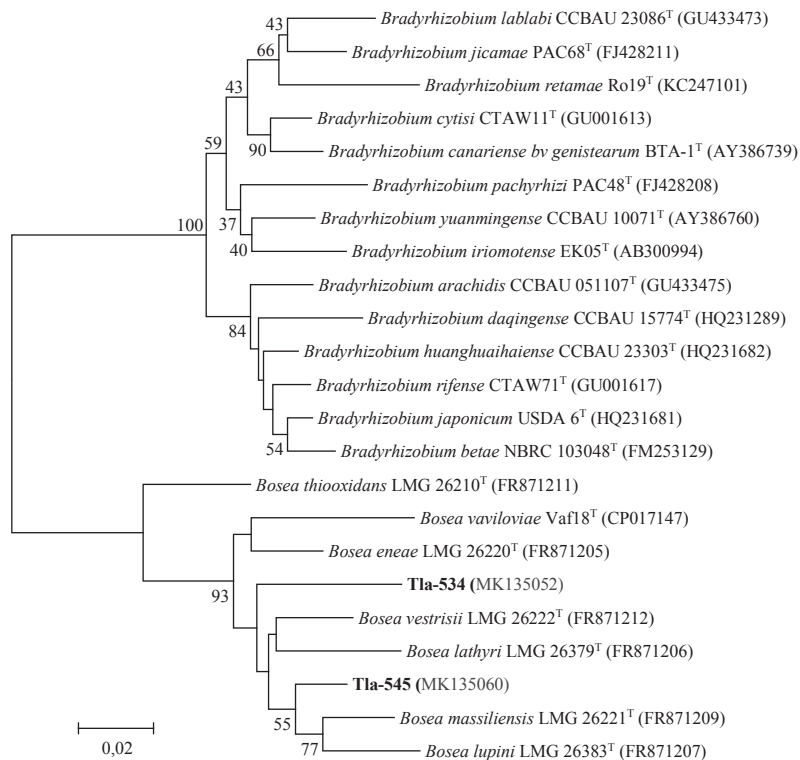 43
Bradyrhizobium lablabi CCBAU 23086ᵀ (GU433473)
66
Bradyrhizobium jicamae PAC68ᵀ (FJ428211)
43
Bradyrhizobium retamae Ro19ᵀ (KC247101)
Bradyrhizobium cytisi CTAW11ᵀ (GU001613)
59
90
Bradyrhizobium canariense bv genistearum BTA-1ᵀ (AY386739)
Bradyrhizobium pachyrhizi PAC48ᵀ (FJ428208)
100
37
Bradyrhizobium yuanmingense CCBAU 10071ᵀ (AY386760)
40
Bradyrhizobium iriomotense EK05ᵀ (AB300994)
Bradyrhizobium arachidis CCBAU 051107ᵀ (GU433475)
84
Bradyrhizobium daqingense CCBAU 15774ᵀ (HQ231289)
Bradyrhizobium huanghuaihaiense CCBAU 23303ᵀ (HQ231682)
Bradyrhizobium rifense CTAW71ᵀ (GU001617)
Bradyrhizobium japonicum USDA 6ᵀ (HQ231681)
54
Bradyrhizobium betae NBRC 103048ᵀ (FM253129)
Bosea thiooxidans LMG 26210ᵀ (FR871211)
Bosea vaviloviae Vaf18ᵀ (CP017147)
Bosea eneae LMG 26220ᵀ (FR871205)
93
Tla-534 (MK135052)
Bosea vestrisii LMG 26222ᵀ (FR871212)
Bosea lathyri LMG 26379ᵀ (FR871206)
Tla-545 (MK135060)
55
Bosea massiliensis LMG 26221ᵀ (FR871209)
77
Bosea lupini LMG 26383ᵀ (FR871207)
0,02